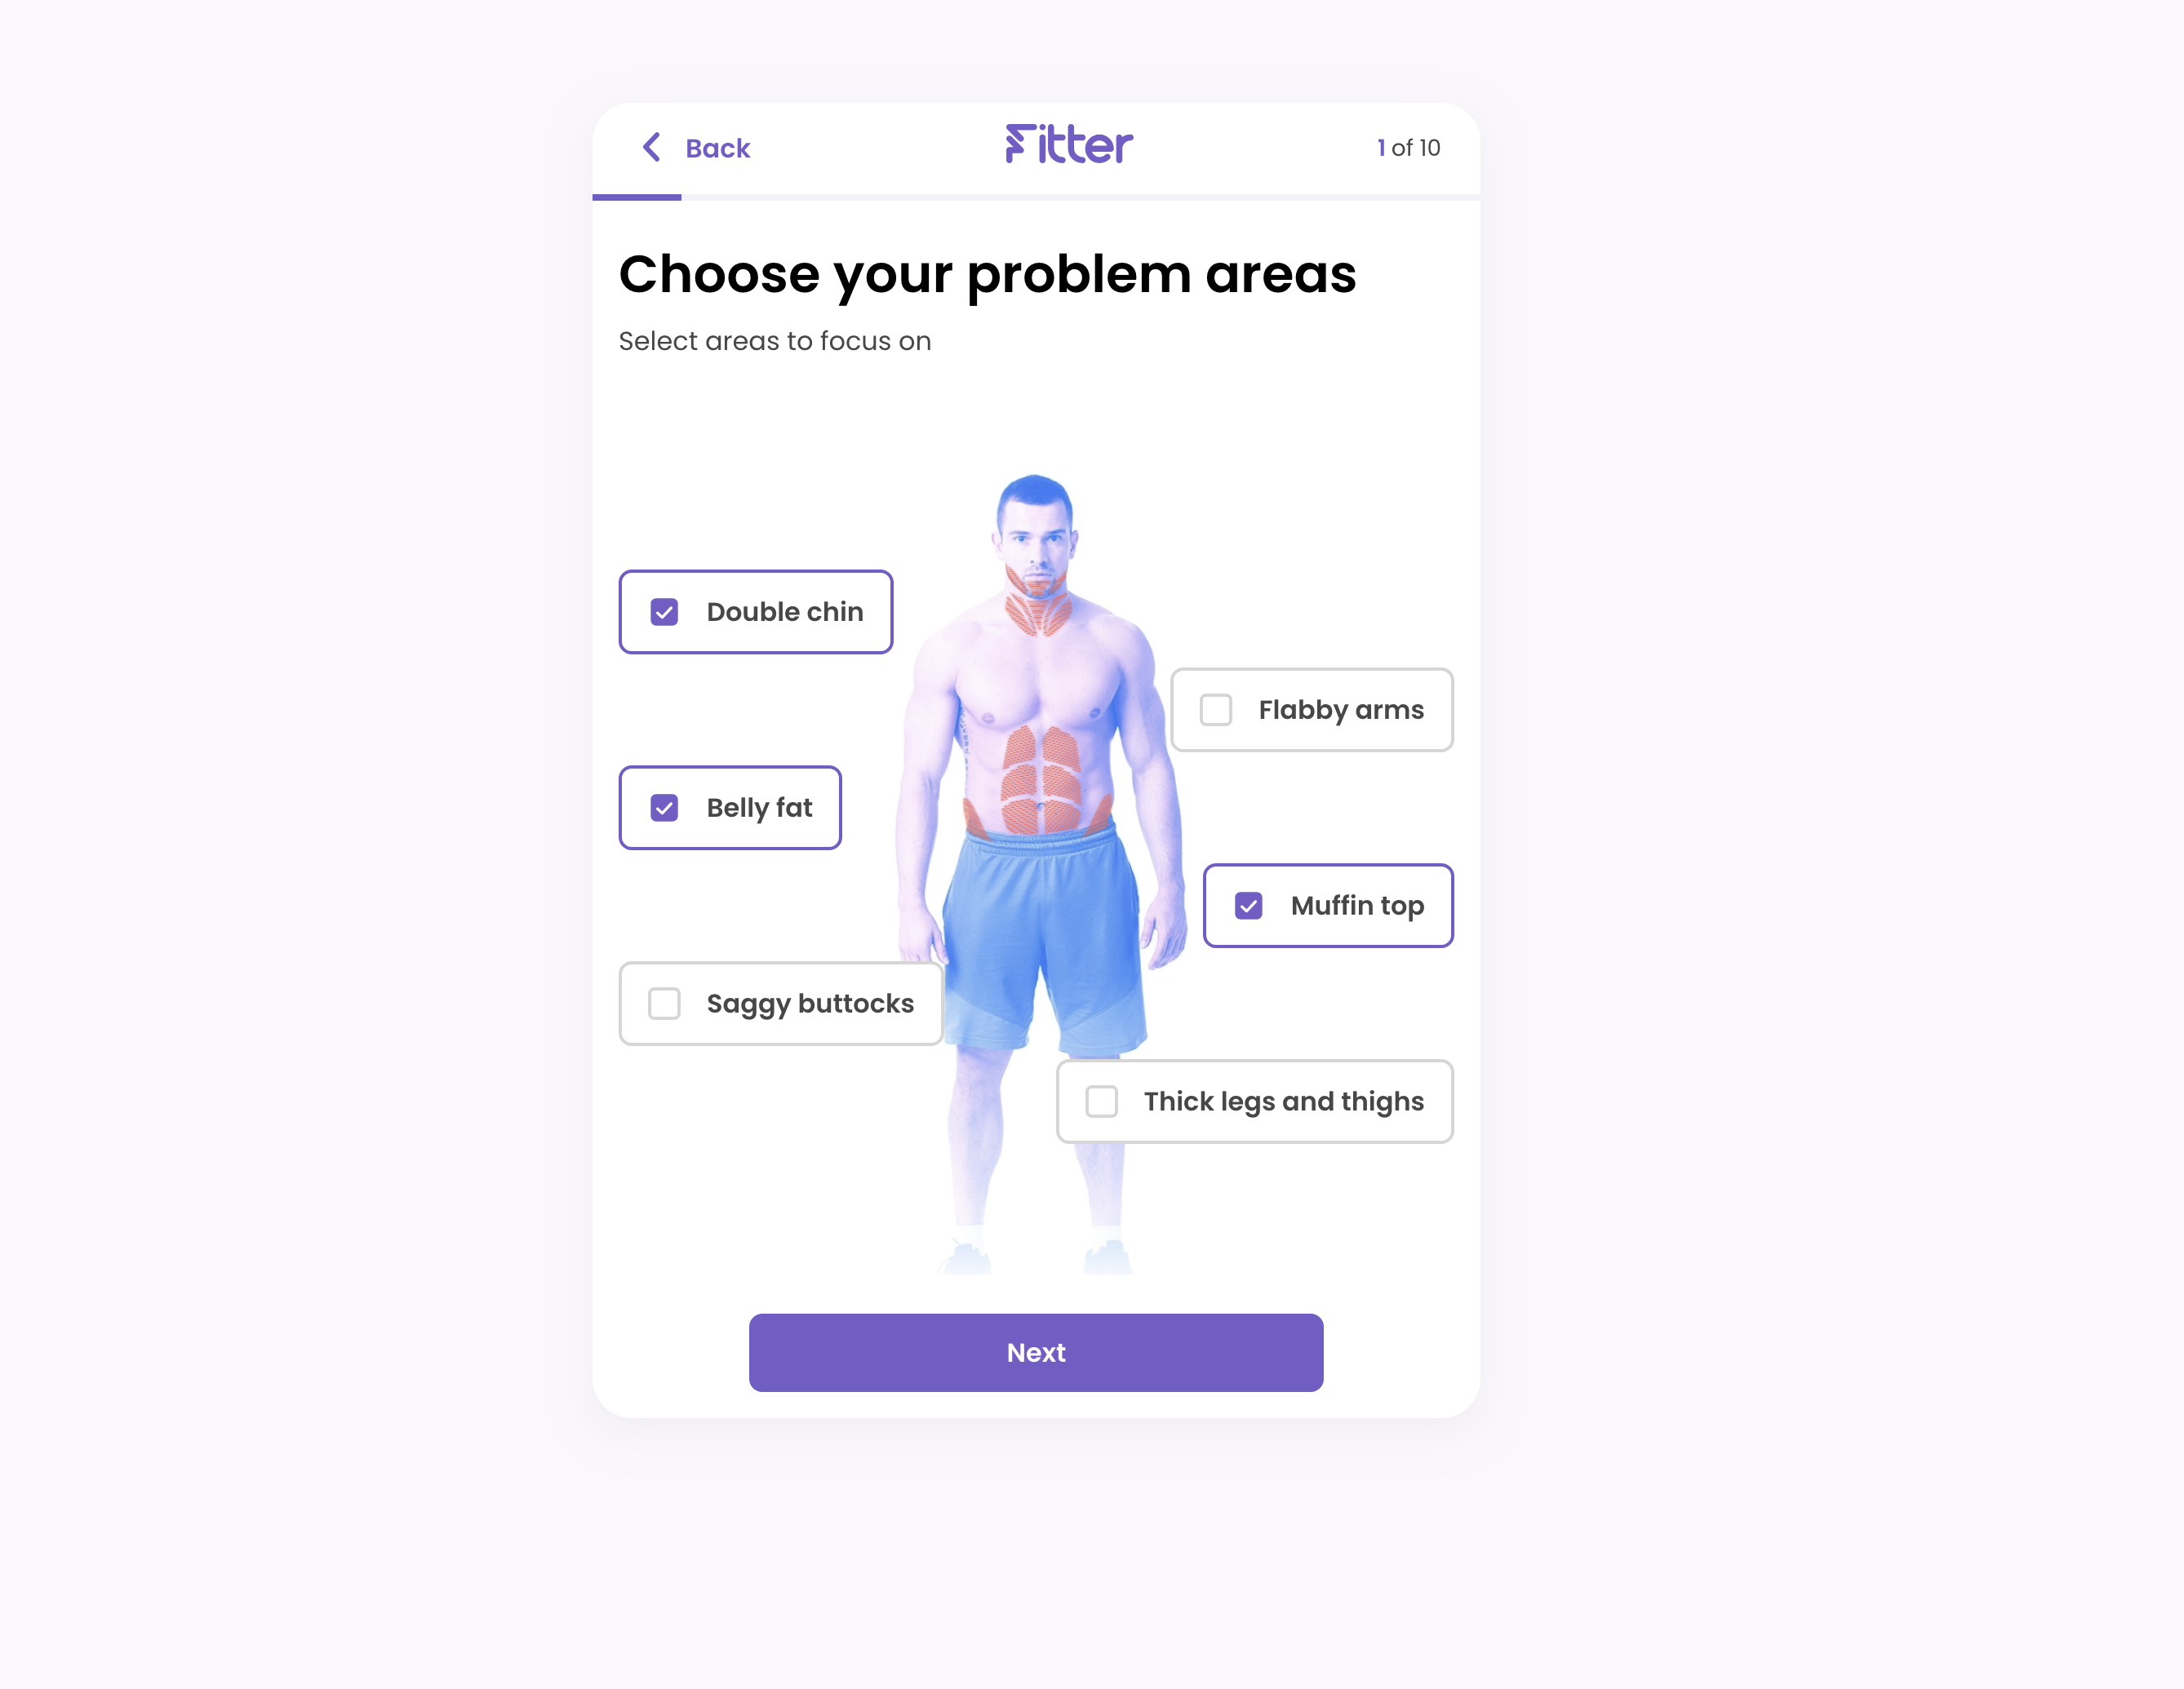 Back
Fitter
1 of 10
Choose your problem areas
Select areas to focus on
Double chin
Flabby arms
Belly fat
Muffin top
Saggy buttocks
Thick legs and thighs
Next